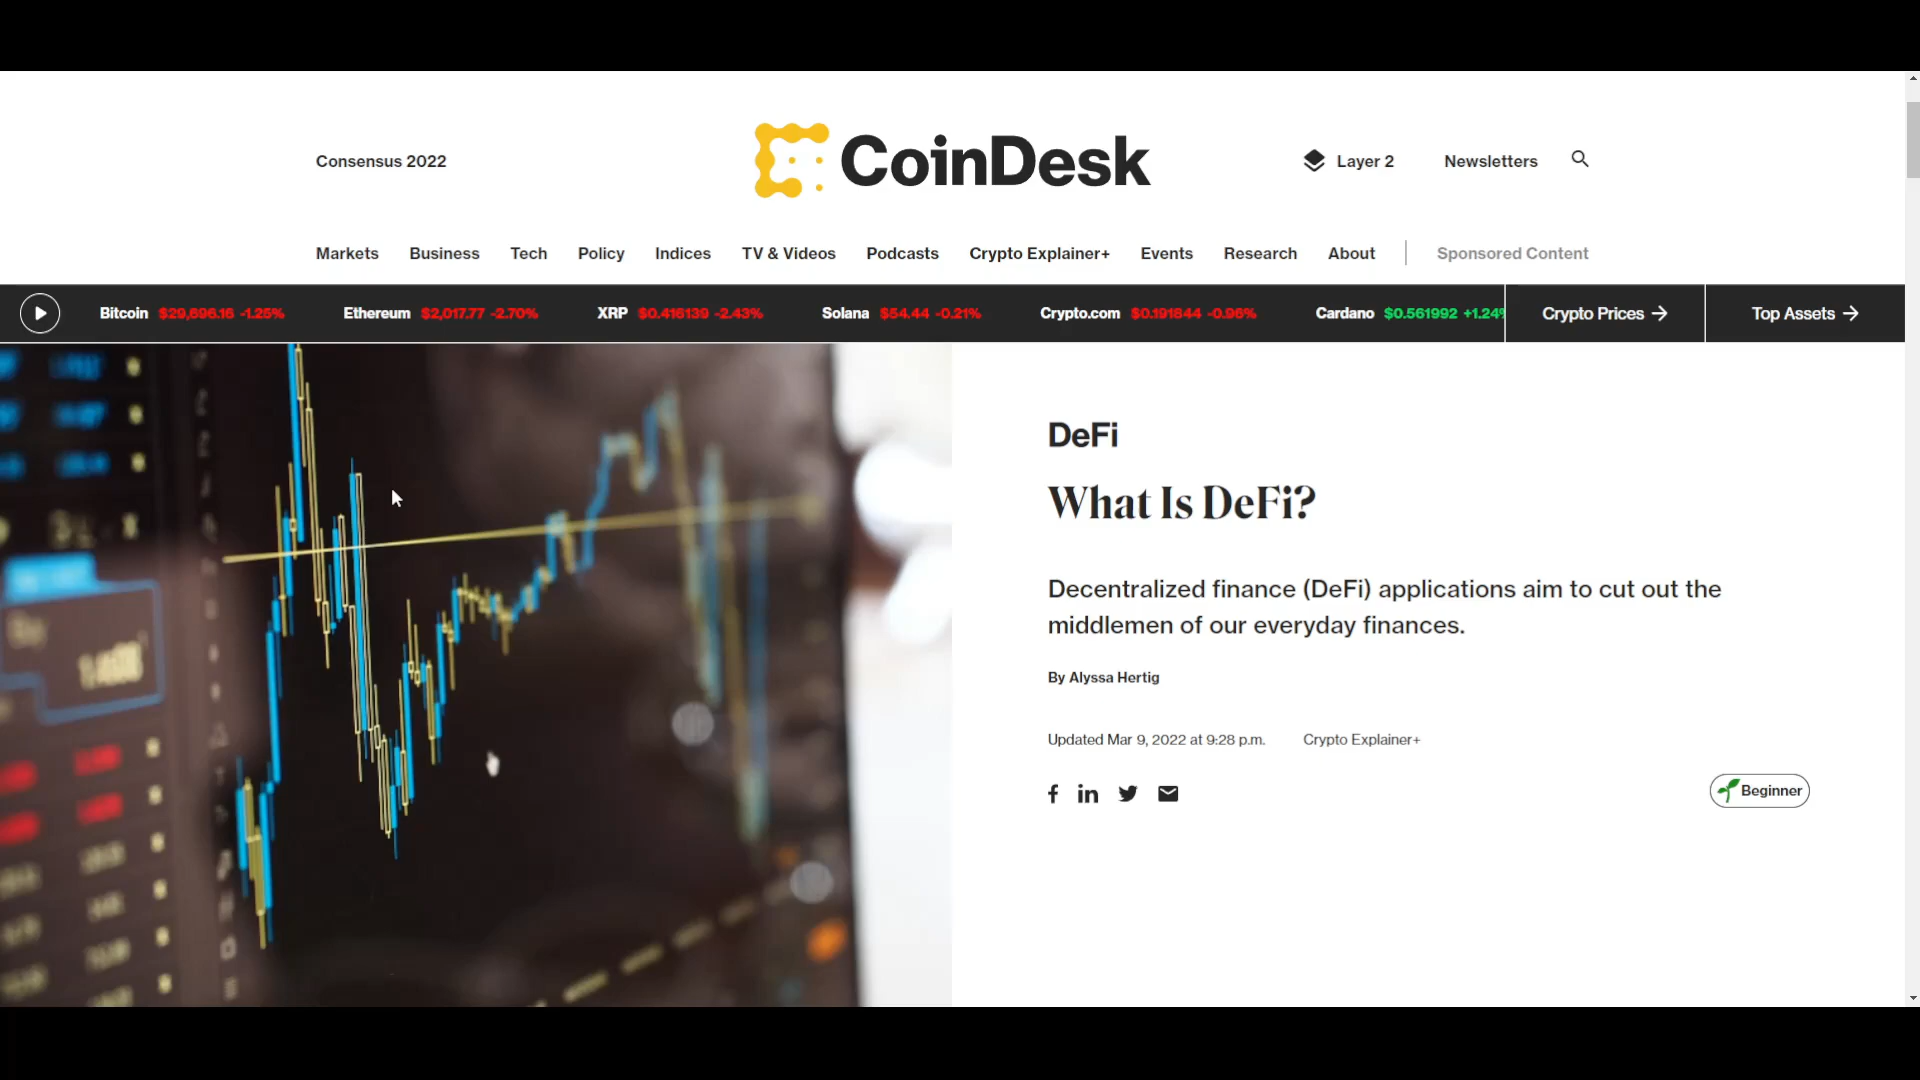 Consensus 2022
CoinDesk
Layer 2
Newsletters
Markets Business Tech Policy Indices TV & Videos Podcasts Crypto Explainer+ Events Research About Sponsored Content
Bitcoin $29,696.16 -1.25% Ethereum $2,017.77 -2.70% XRP $0.416139 -2.43% Solana $54.44 -0.21% Crypto.com $0.191844 -0.96% Cardano $0.561992 +1.24% Crypto Prices → Top Assets →
DeFi
What Is DeFi?
Decentralized finance (DeFi) applications aim to cut out the
middlemen of our everyday finances.
By Alyssa Hertig
Updated Mar 9, 2022 at 9:28 p.m. Crypto Explainer+
Beginner